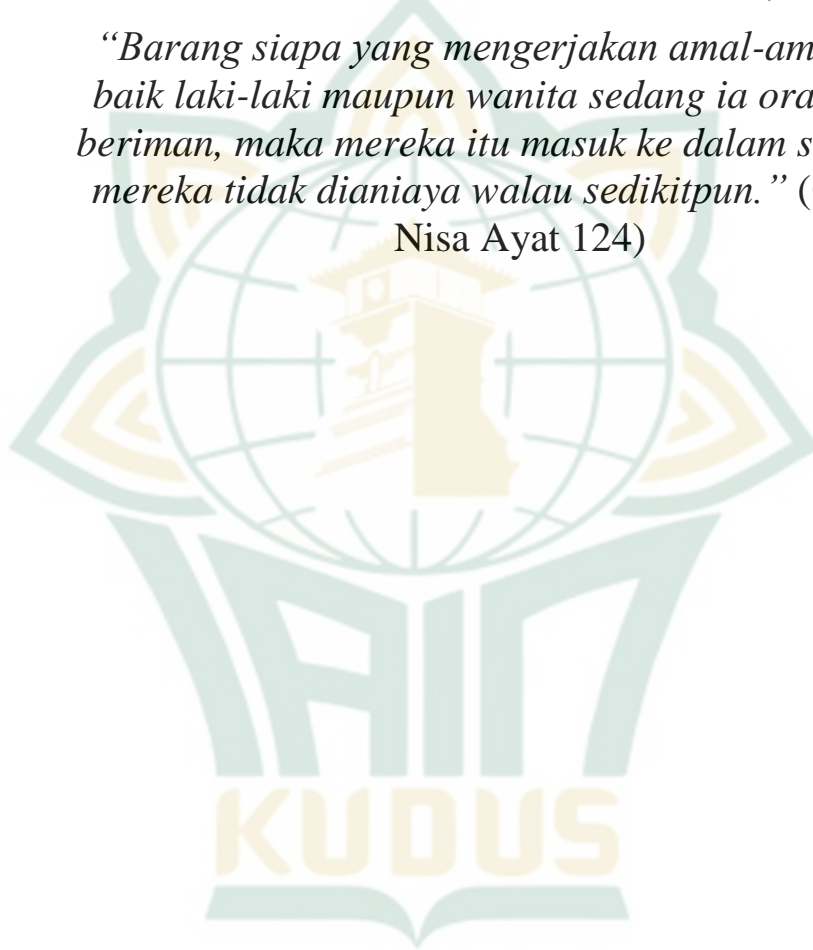 “Barang siapa yang mengerjakan amal-am
baik laki-laki maupun wanita sedang ia ora
beriman, maka mereka itu masuk ke dalam s
mereka tidak dianiaya walau sedikitpun.” (
Nisa Ayat 124)
IAIN
KUDUS